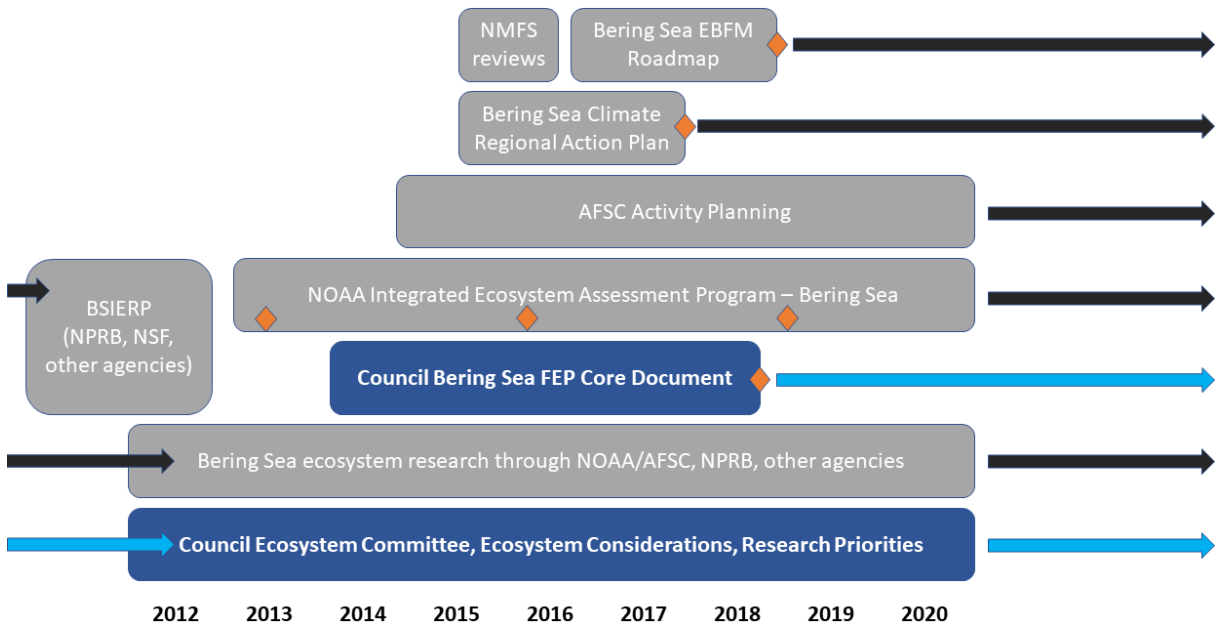 NMFS
reviews
Bering Sea EBFM
Roadmap
Bering Sea Climate
Regional Action Plan
AFSC Activity Planning
BSIERP
(NPRB, NSF,
other agencies)
NOAA Integrated Ecosystem Assessment Program – Bering Sea
Council Bering Sea FEP Core Document
Bering Sea ecosystem research through NOAA/AFSC, NPRB, other agencies
Council Ecosystem Committee, Ecosystem Considerations, Research Priorities
2012 2013 2014 2015 2016 2017 2018 2019 2020